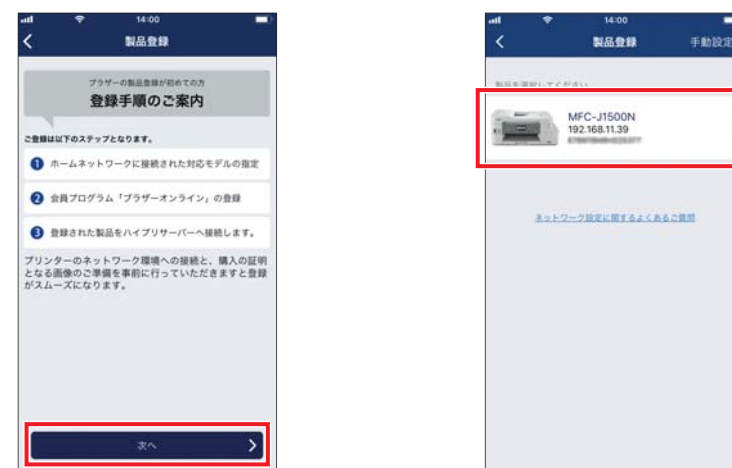 14:00
製品登録
ブラザーの製品登録が初めての方
登録手順のご案内
ご登録は以下のステップとなります。
1 ホームネットワークに接続された対応モデルの指定
2 会員プログラム「ブラザーオンライン」の登録
3 登録された製品をハイプリサーバーへ接続します。
プリンターのネットワーク環境への接続と、購入の証明
となる画像のご準備を事前に行っていただきますと登録
がスムーズになります。
次へ
14:00
製品登録 手動設定
製品を選択してください
MFC-J1500N
192.168.11.39
ネットワーク設定に関するよくあるご質問